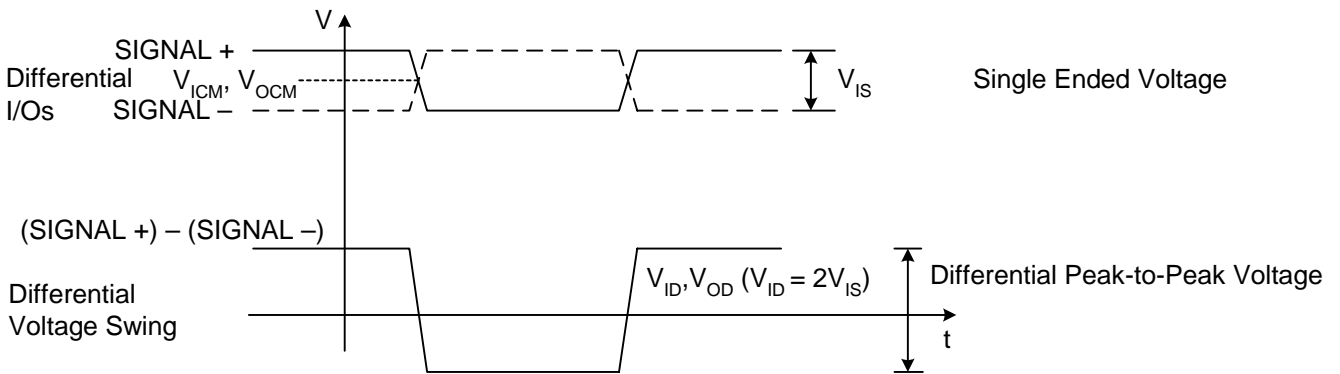 V
SIGNAL +
Differential I/Os
V_ICM, V_OCM
SIGNAL –
V_IS
Single Ended Voltage
(SIGNAL +) – (SIGNAL –)
Differential
Voltage Swing
V_ID,V_OD (V_ID = 2V_IS)
Differential Peak-to-Peak Voltage
t